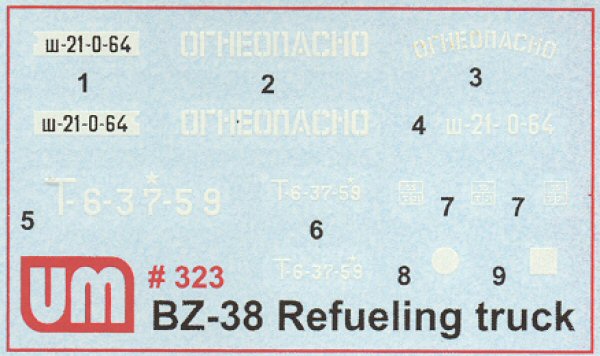 ш-21-0-64
ОГНЕОПАСНО
ОГНЕОПАСНО
1
2
3
ш-21-0-64
ОГНЕОПАСНО
4
ш-21-0-64
Т-6-37-59
Т-6-37-59
5
6
7
7
Т-6-37-59
8
9
um
# 323
BZ-38 Refueling truck